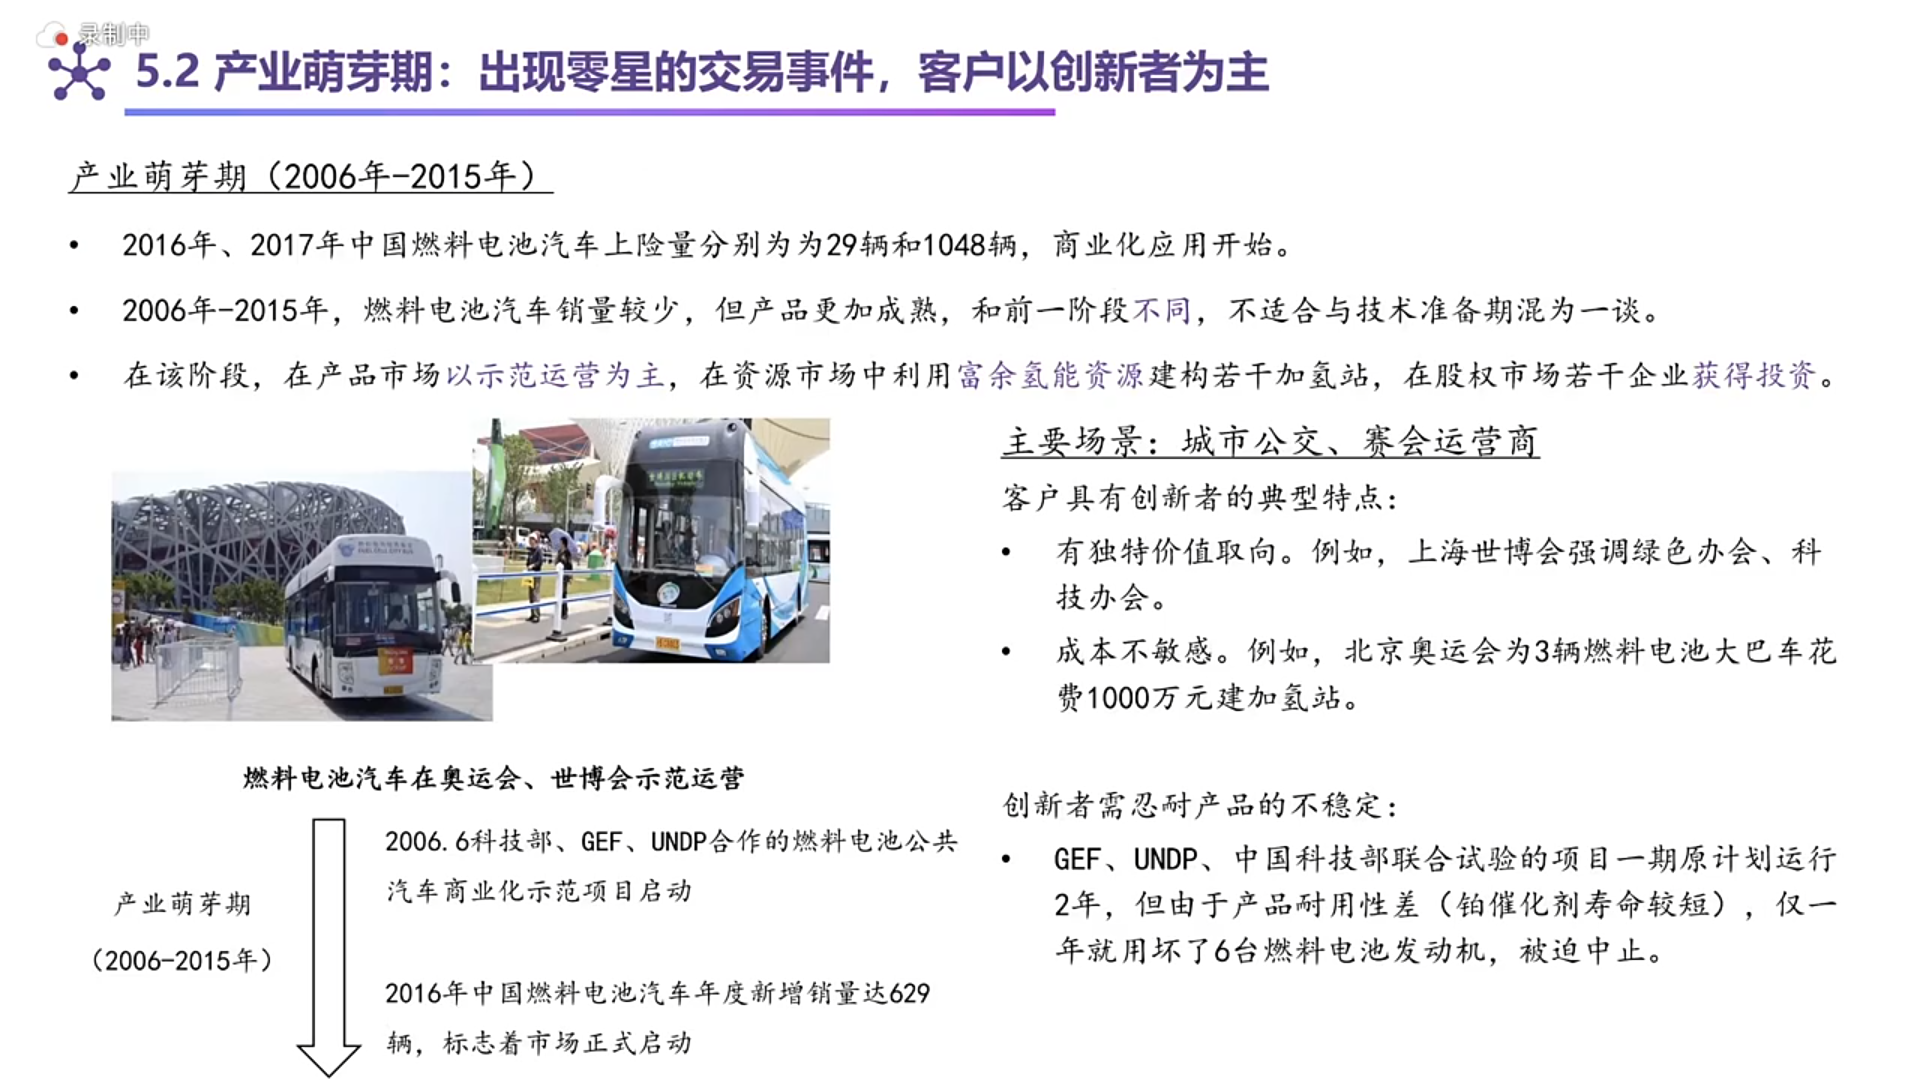 录制中
5.2 产业萌芽期：出现零星的交易事件，客户以创新者为主
产业萌芽期（2006年-2015年）
• 2016年、2017年中国燃料电池汽车上险量分别为为29辆和1048辆，商业化应用开始。
• 2006年-2015年，燃料电池汽车销量较少，但产品更加成熟，和前一阶段不同，不适合与技术准备期混为一谈。
• 在该阶段，在产品市场以示范运营为主，在资源市场中利用富余氢能资源建构若干加氢站，在股权市场若干企业获得投资。
FUEL CELL CITY BUS
燃料电池汽车在奥运会、世博会示范运营
产业萌芽期
（2006-2015年）
2006.6科技部、GEF、UNDP合作的燃料电池公共
汽车商业化示范项目启动
2016年中国燃料电池汽车年度新增销量达629
辆，标志着市场正式启动
主要场景：城市公交、赛会运营商
客户具有创新者的典型特点：
• 有独特价值取向。例如，上海世博会强调绿色办会、科
技办会。
• 成本不敏感。例如，北京奥运会为3辆燃料电池大巴车花
费1000万元建加氢站。
创新者需忍耐产品的不稳定：
• GEF、UNDP、中国科技部联合试验的项目一期原计划运行
2年，但由于产品耐用性差（铂催化剂寿命较短），仅一
年就用坏了6台燃料电池发动机，被迫中止。